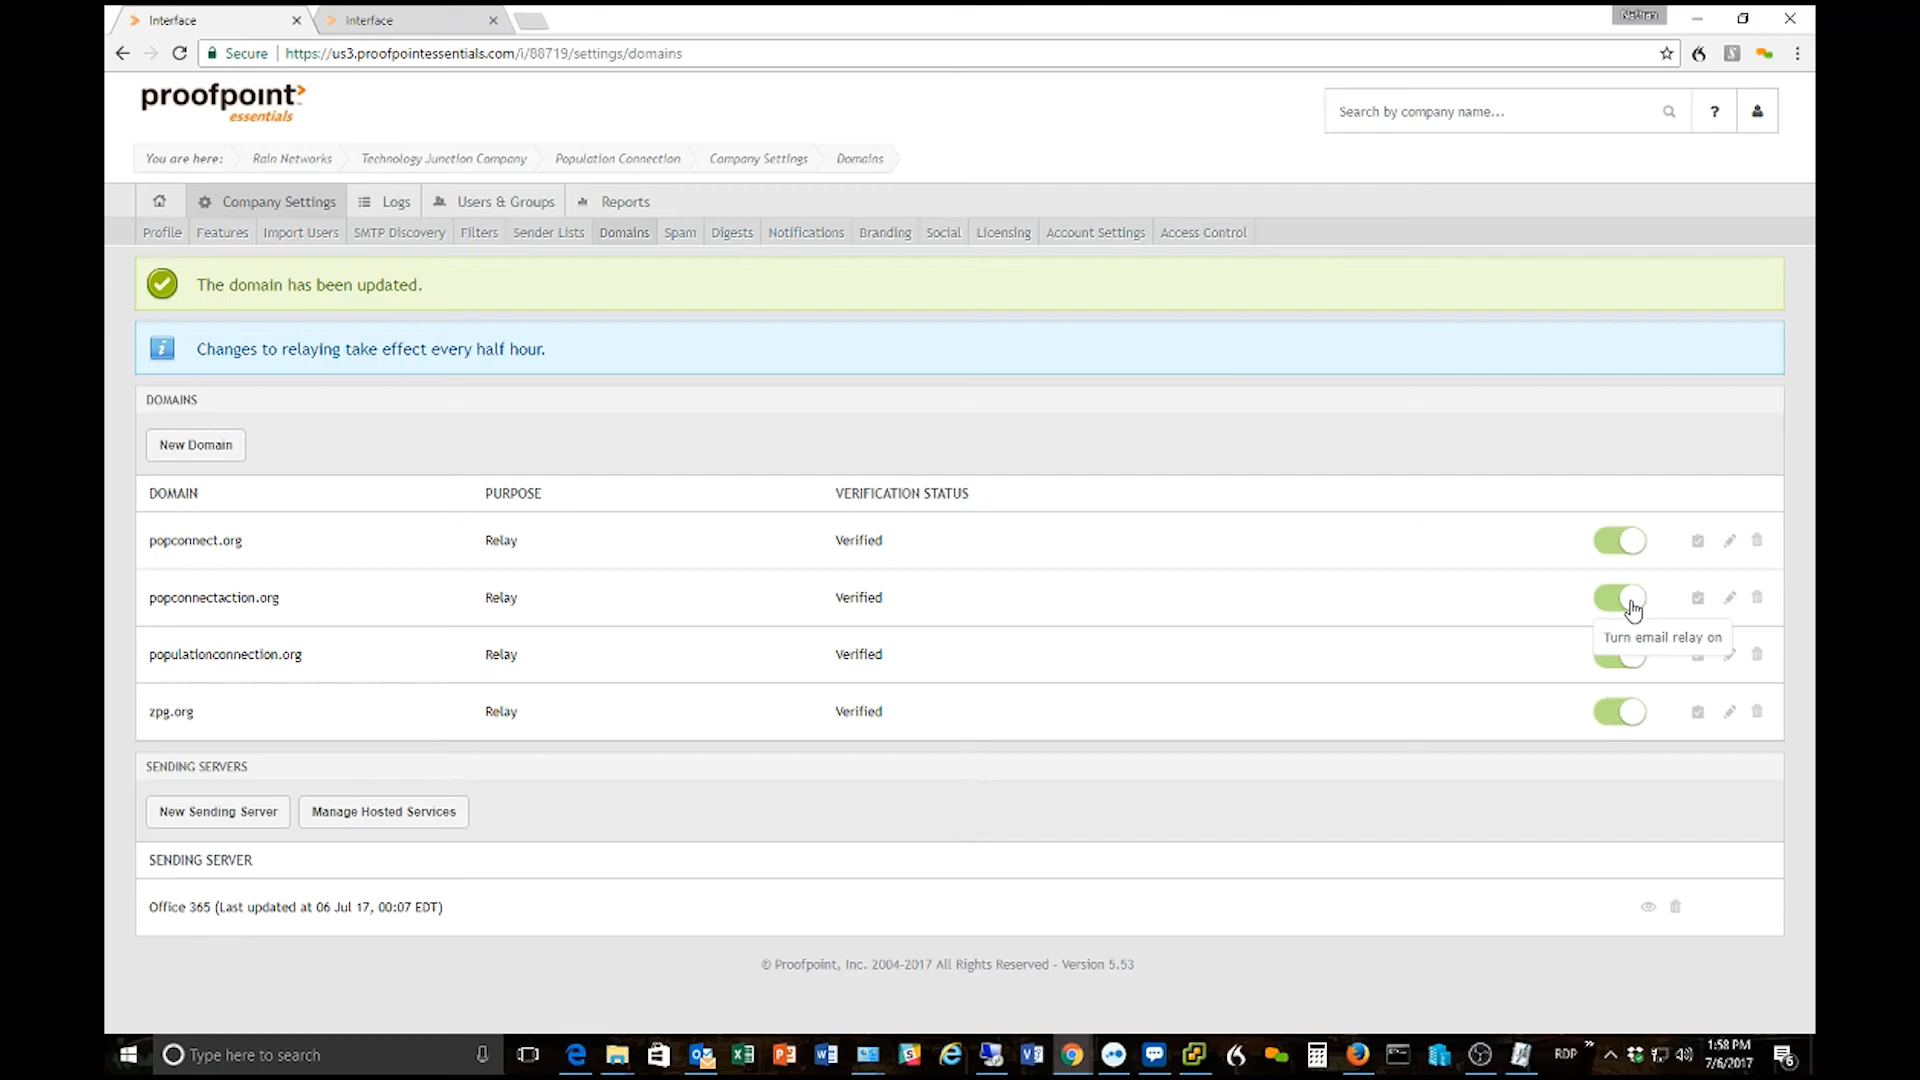 Interface
Interface
Nathan
Secure
https://us3.proofpointessentials.com/i/88719/settings/domains
proofpoint
essentials
Search by company name...
?
You are here:
Rain Networks
Technology Junction Company
Population Connection
Company Settings
Domains
Company Settings
Logs
Users & Groups
Reports
Profile
Features
Import Users
SMTP Discovery
Filters
Sender Lists
Domains
Spam
Digests
Notifications
Branding
Social
Licensing
Account Settings
Access Control
The domain has been updated.
Changes to relaying take effect every half hour.
DOMAINS
New Domain
DOMAIN PURPOSE VERIFICATION STATUS
popconnect.org Relay Verified
popconnectaction.org Relay Verified
Turn email relay on
populationconnection.org Relay Verified
zpg.org Relay Verified
SENDING SERVERS
New Sending Server
Manage Hosted Services
SENDING SERVER
Office 365 (Last updated at 06 Jul 17, 00:07 EDT)
© Proofpoint, Inc. 2004-2017 All Rights Reserved - Version 5.53
Type here to search
RDP
1:58 PM
7/6/2017
6